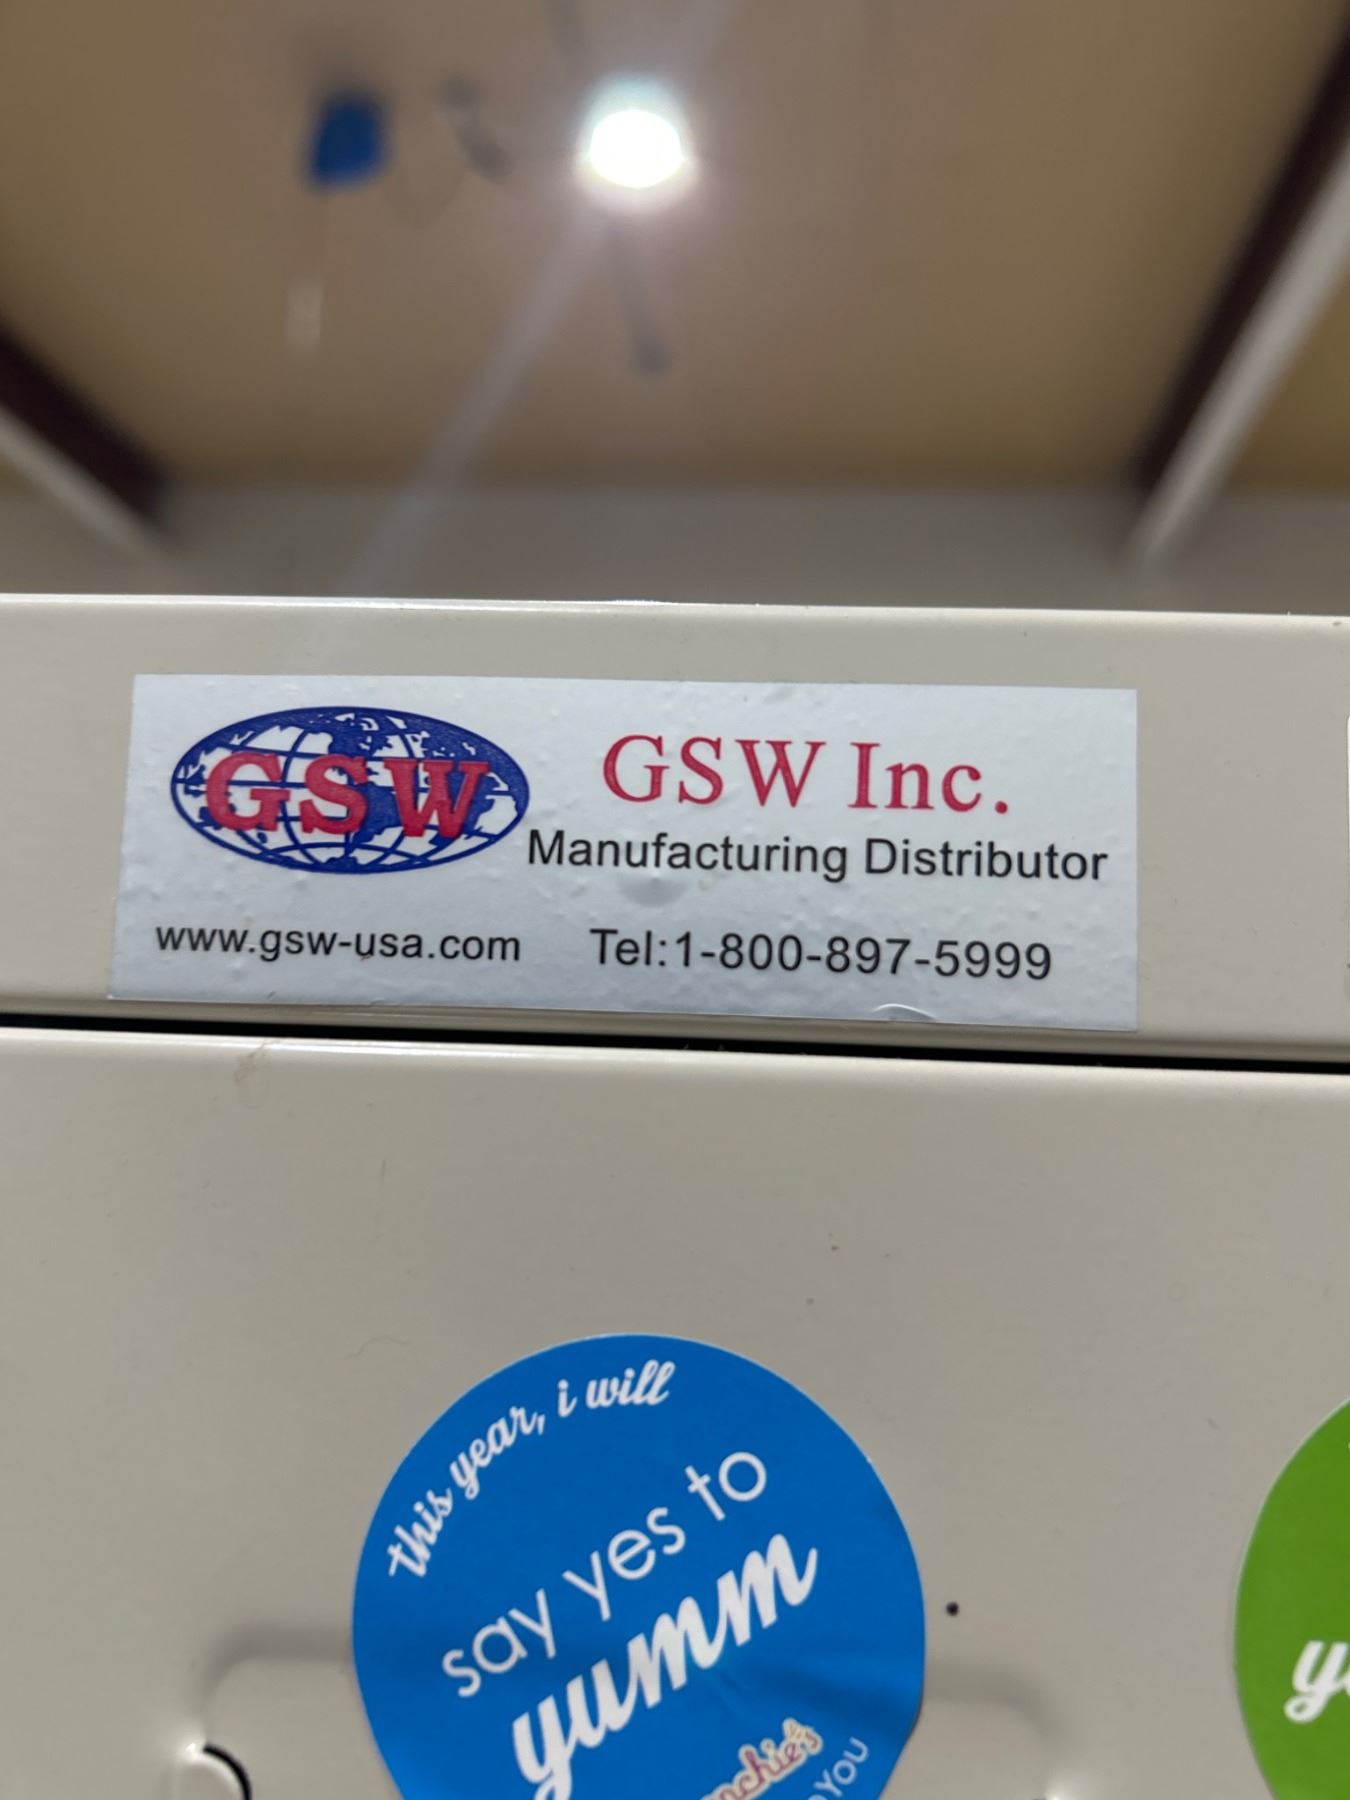 GSW
GSW Inc.
Manufacturing Distributor
www.gsw-usa.com Tel:1-800-897-5999
this year, i will
say yes to
yumm
YOU